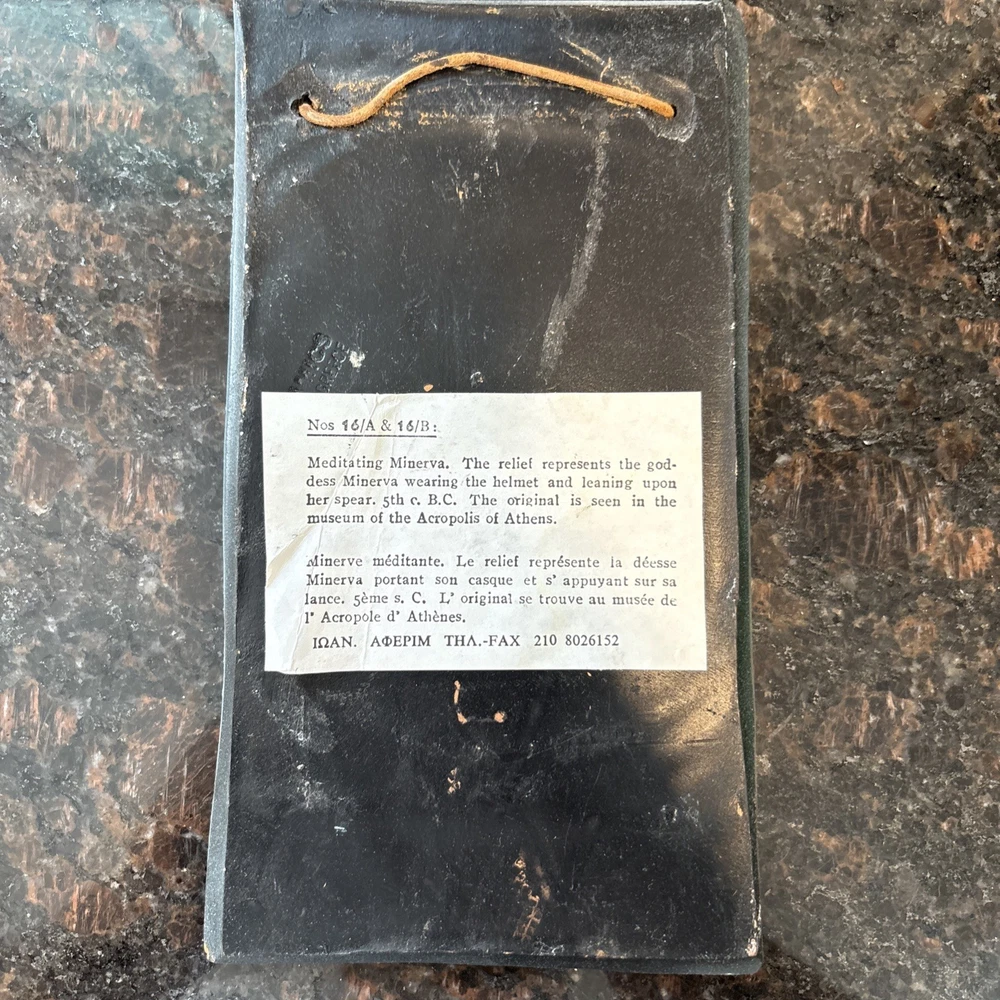 Nos 16/A & 16/B:
Meditating Minerva. The relief represents the god-
dess Minerva wearing the helmet and leaning upon
her spear. 5th c. B.C. The original is seen in the
museum of the Acropolis of Athens.
Minerve méditante. Le relief représente la déesse
Minerva portant son casque et s' appuyant sur sa
lance. 5ème s. C. L' original se trouve au musée de
l' Acropole d' Athènes.
ΙΩΑΝ. ΑΦΕΡΙΜ ΤΗΛ.-FAX 210 8026152